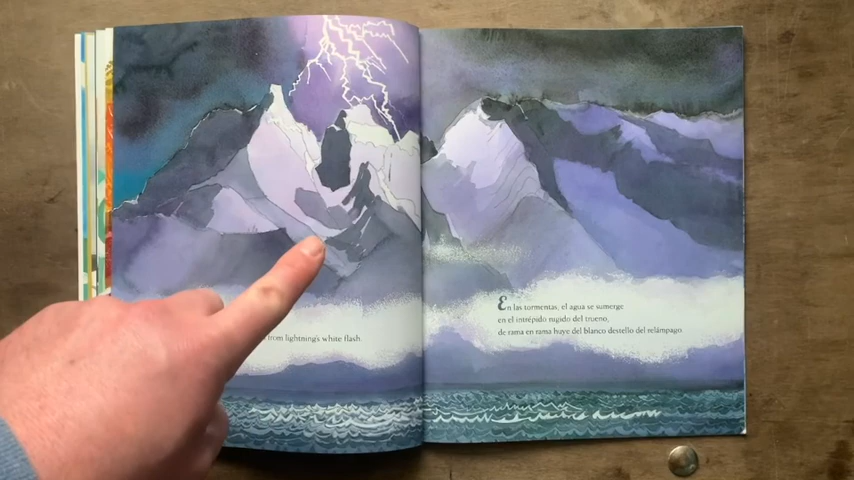 from lightning's white flash.
En las tormentas, el agua se sumerge
en el intrépido rugido del trueno,
de rama en rama huye del blanco destello del relámpago.